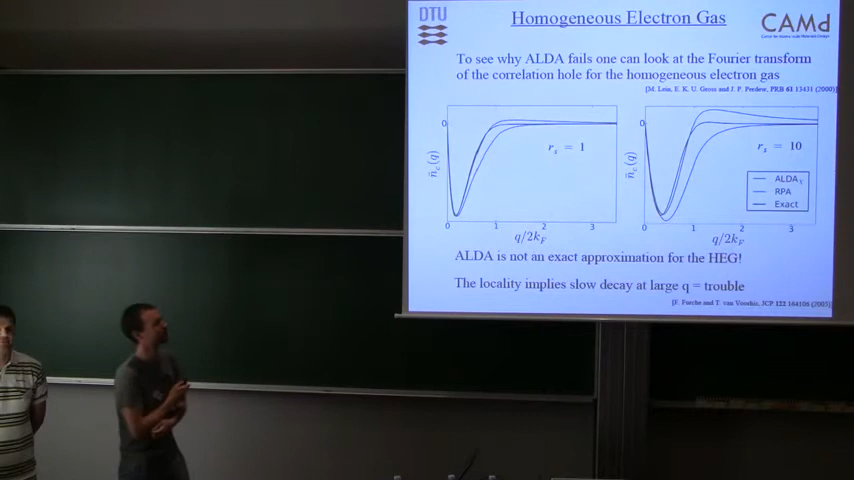 DTU
Homogeneous Electron Gas
CAMd
To see why ALDA fails one can look at the Fourier transform
of the correlation hole for the homogeneous electron gas
[M. Lein, E. K. U. Gross and J. P. Perdew, PRB 61 13431 (2000)]
0
n̄_c(q)
r_s = 1
0 1 2 3
q/2k_F
0
n̄_c(q)
r_s = 10
ALDA_x
RPA
Exact
0 1 2 3
q/2k_F
ALDA is not an exact approximation for the HEG!
The locality implies slow decay at large q = trouble
[F. Furche and T. van Voorhis, JCP 122 164106 (2005)]